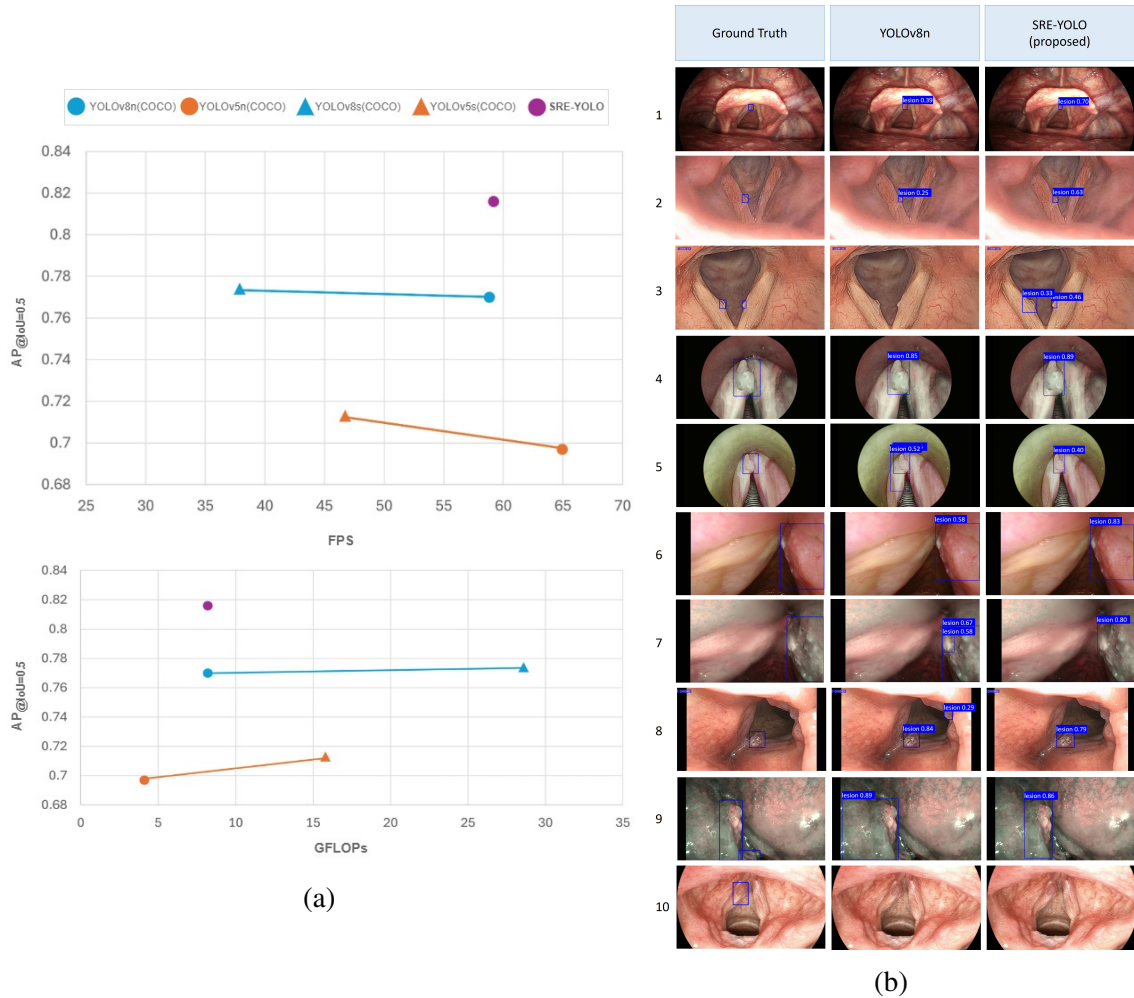 YOLOv8n(COCO) YOLOv5n(COCO) YOLOv8s(COCO) YOLOv5s(COCO) SRE-YOLO
0.84
0.82
0.8
0.78
0.76
0.74
0.72
0.7
0.68
AP@IoU=0.5
25 30 35 40 45 50 55 60 65 70
FPS
0.84
0.82
0.8
0.78
0.76
0.74
0.72
0.7
0.68
AP@IoU=0.5
0 5 10 15 20 25 30 35
GFLOPs
(a)
Ground Truth
YOLOv8n
SRE-YOLO
(proposed)
1
lesion 0.39
lesion 0.70
2
lesion 0.25
lesion 0.63
3
lesion 0.33
lesion 0.46
4
lesion 0.85
lesion 0.89
5
lesion 0.52
lesion 0.40
6
lesion 0.58
lesion 0.83
7
lesion 0.67
lesion 0.58
lesion 0.80
8
lesion 0.29
lesion 0.84
lesion 0.79
9
lesion 0.89
lesion 0.86
10
(b)